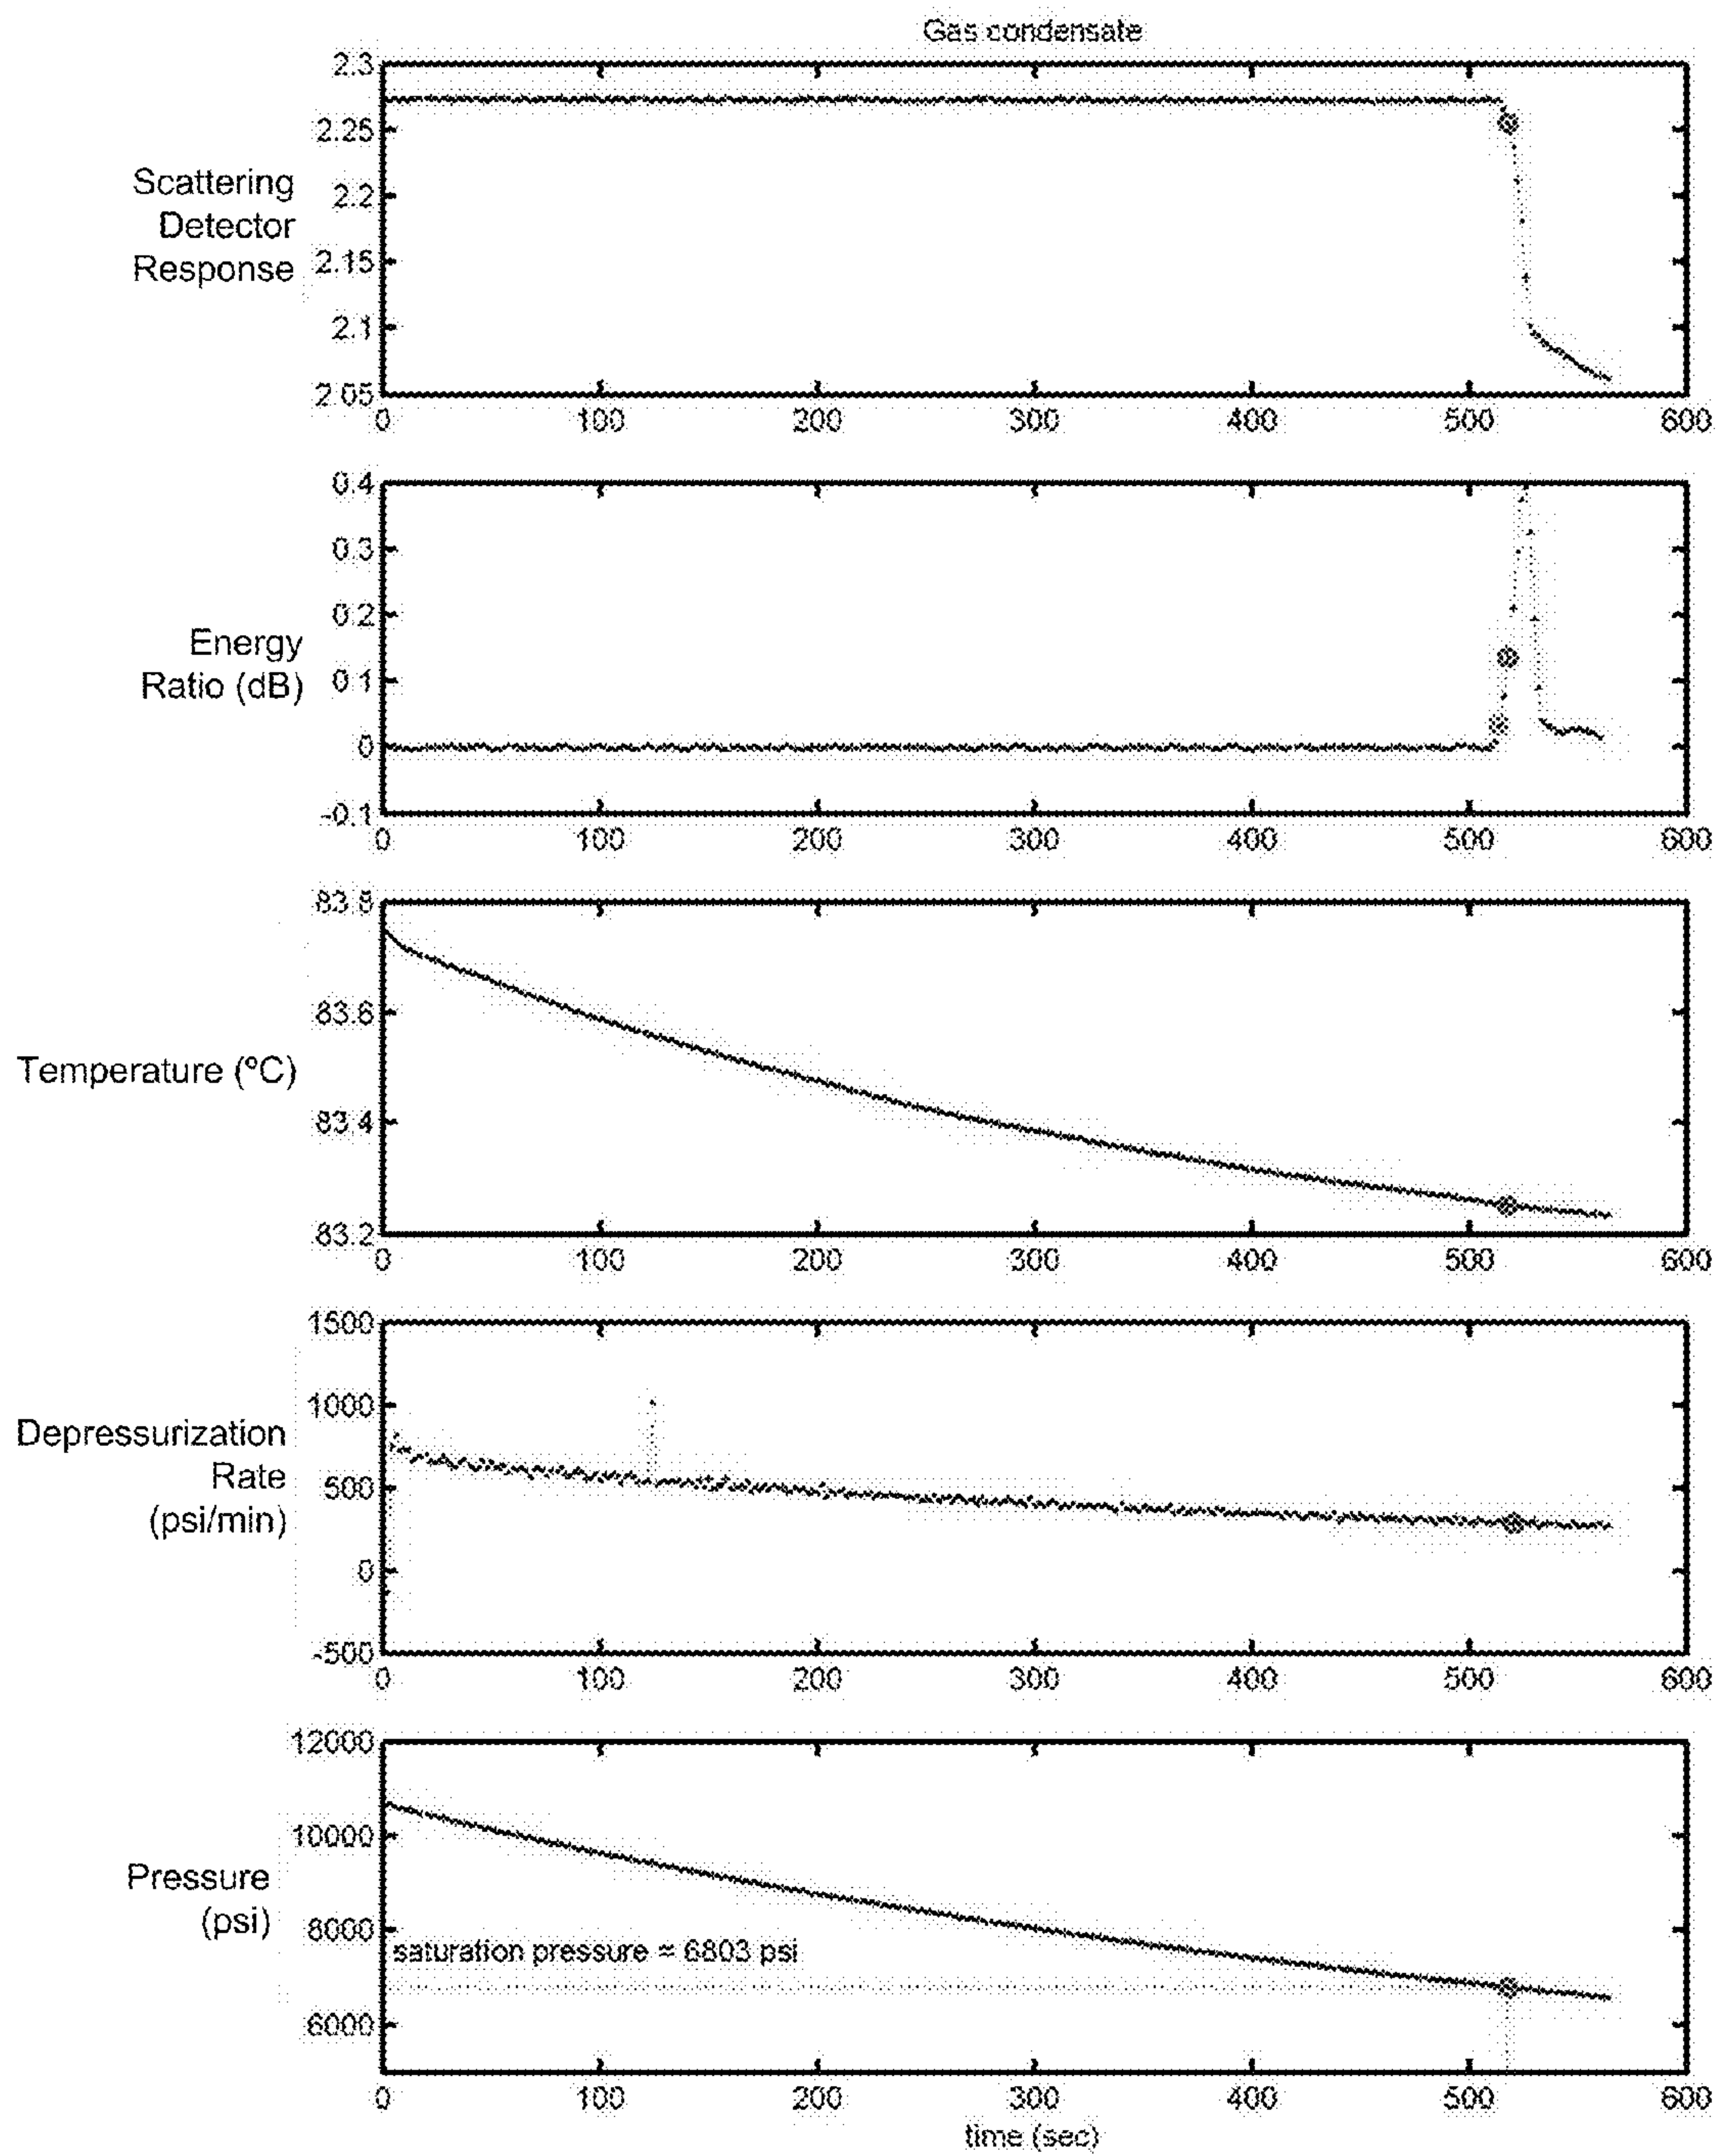 Gas condensate
2.3
2.25
2.2
2.15
2.1
2.05
Scattering
Detector
Response
0 100 200 300 400 500 600
0.4
0.3
0.2
0.1
0
-0.1
Energy
Ratio (dB)
0 100 200 300 400 500 600
83.8
83.6
83.4
83.2
Temperature (ºC)
0 100 200 300 400 500 600
1500
1000
500
0
-500
Depressurization
Rate
(psi/min)
0 100 200 300 400 500 600
12000
10000
8000
6000
Pressure
(psi)
saturation pressure = 6803 psi
0 100 200 300 400 500 600
time (sec)